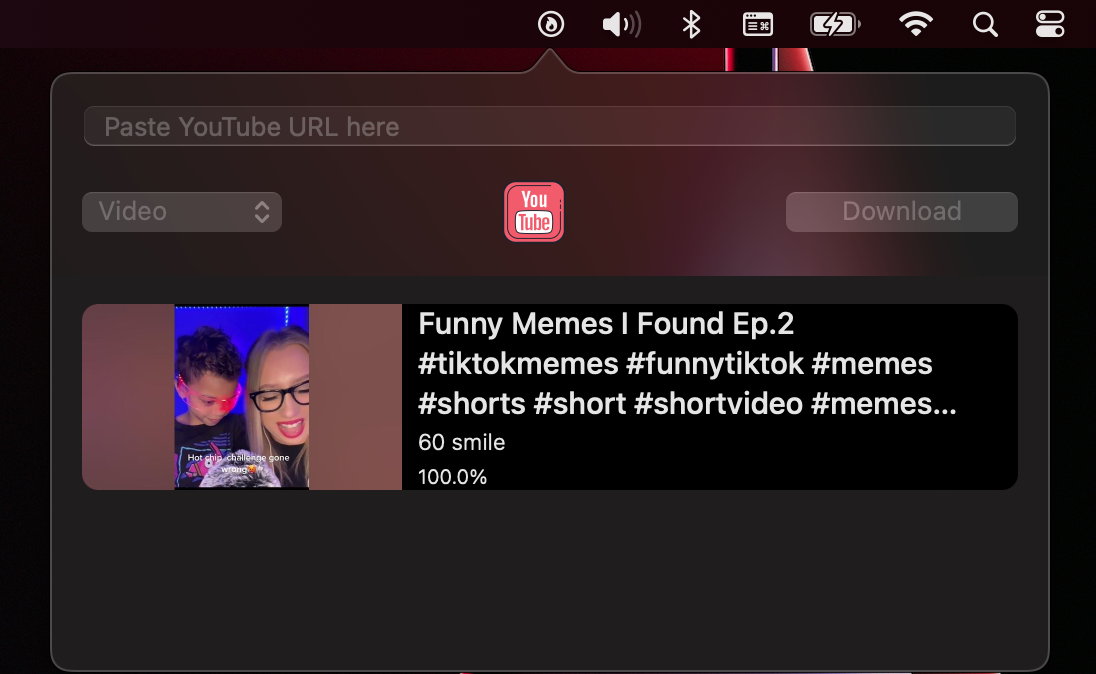 Paste YouTube URL here
Video
You
Tube
Download
Funny Memes I Found Ep.2
#tiktokmemes #funnytiktok #memes
#shorts #short #shortvideo #memes...
60 smile
100.0%
Hot chip challenge gone
wrong